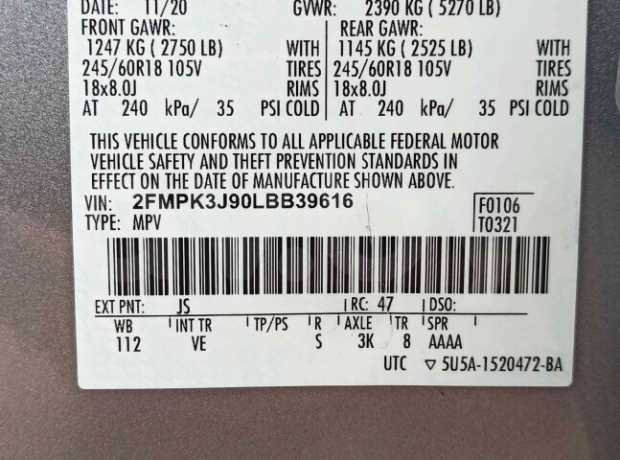 DATE: 11/20 GVWR: 2390 KG ( 5270 LB)
FRONT GAWR: REAR GAWR:
1247 KG ( 2750 LB) WITH 1145 KG ( 2525 LB) WITH
245/60R18 105V TIRES 245/60R18 105V TIRES
18x8.0J RIMS 18x8.0J RIMS
AT 240 kPa/ 35 PSI COLD AT 240 kPa/ 35 PSI COLD
THIS VEHICLE CONFORMS TO ALL APPLICABLE FEDERAL MOTOR
VEHICLE SAFETY AND THEFT PREVENTION STANDARDS IN
EFFECT ON THE DATE OF MANUFACTURE SHOWN ABOVE.
VIN: 2FMPK3J90LBB39616 F0106
TYPE: MPV T0321
EXT PNT: JS RC: 47 DSO:
WB INT TR TP/PS R AXLE TR SPR
112 VE S 3K 8 AAAA
UTC ▽ 5U5A-1520472-BA